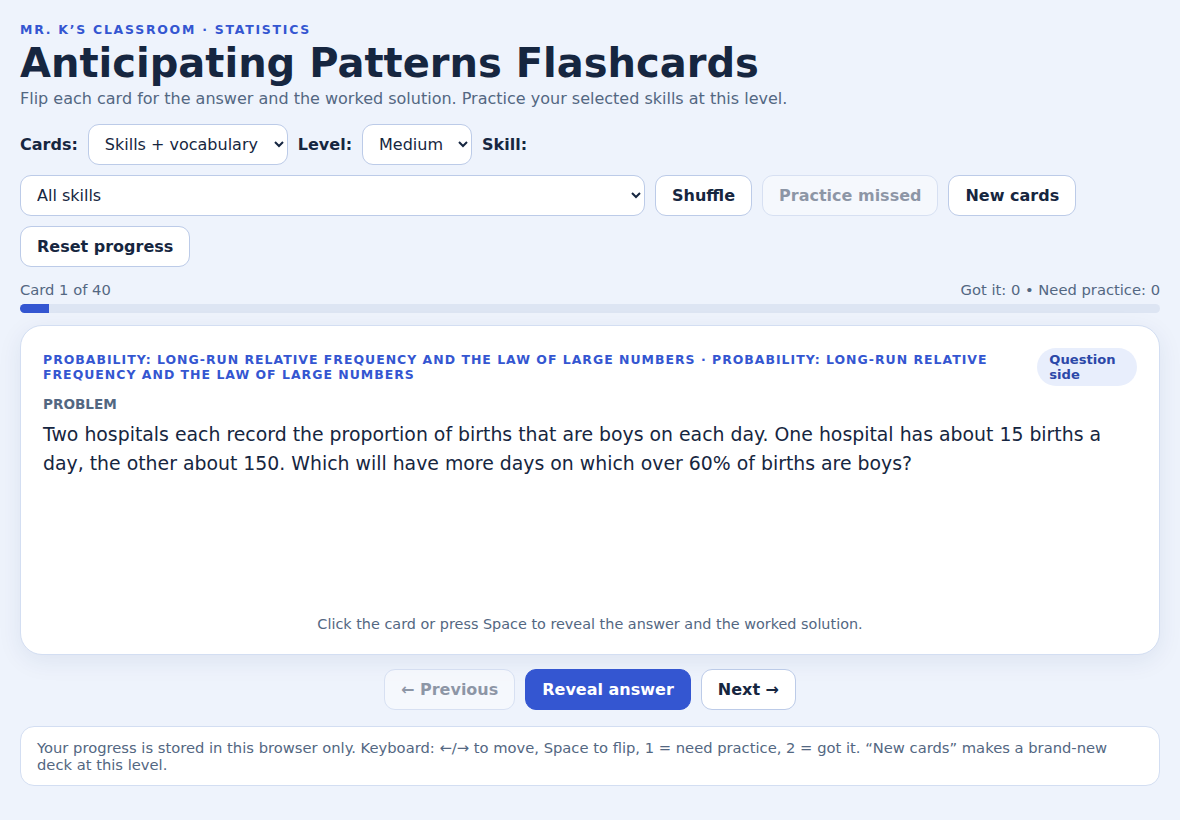 MR. K’S CLASSROOM · STATISTICS
Anticipating Patterns Flashcards
Flip each card for the answer and the worked solution. Practice your selected skills at this level.
Cards: Skills + vocabulary Level: Medium Skill:
All skills Shuffle Practice missed New cards
Reset progress
Card 1 of 40 Got it: 0 • Need practice: 0
PROBABILITY: LONG-RUN RELATIVE FREQUENCY AND THE LAW OF LARGE NUMBERS · PROBABILITY: LONG-RUN RELATIVE
FREQUENCY AND THE LAW OF LARGE NUMBERS
Question
side
PROBLEM
Two hospitals each record the proportion of births that are boys on each day. One hospital has about 15 births a
day, the other about 150. Which will have more days on which over 60% of births are boys?
Click the card or press Space to reveal the answer and the worked solution.
← Previous Reveal answer Next →
Your progress is stored in this browser only. Keyboard: ←/→ to move, Space to flip, 1 = need practice, 2 = got it. “New cards” makes a brand-new
deck at this level.